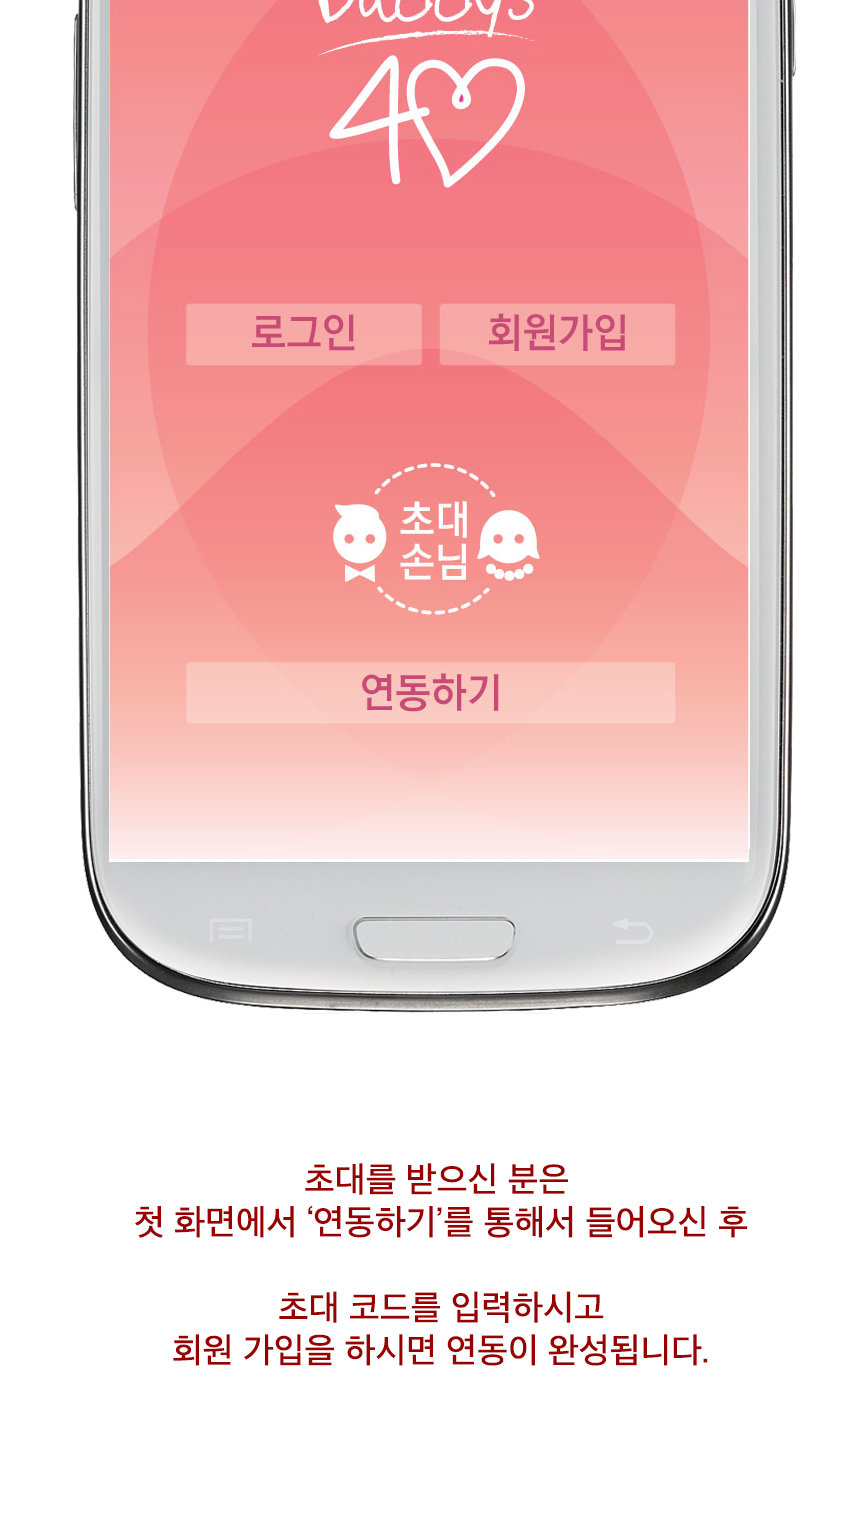 40
로그인
회원가입
초대
손님
연동하기
초대를 받으신 분은
첫 화면에서 ‘연동하기’를 통해서 들어오신 후
초대 코드를 입력하시고
회원 가입을 하시면 연동이 완성됩니다.